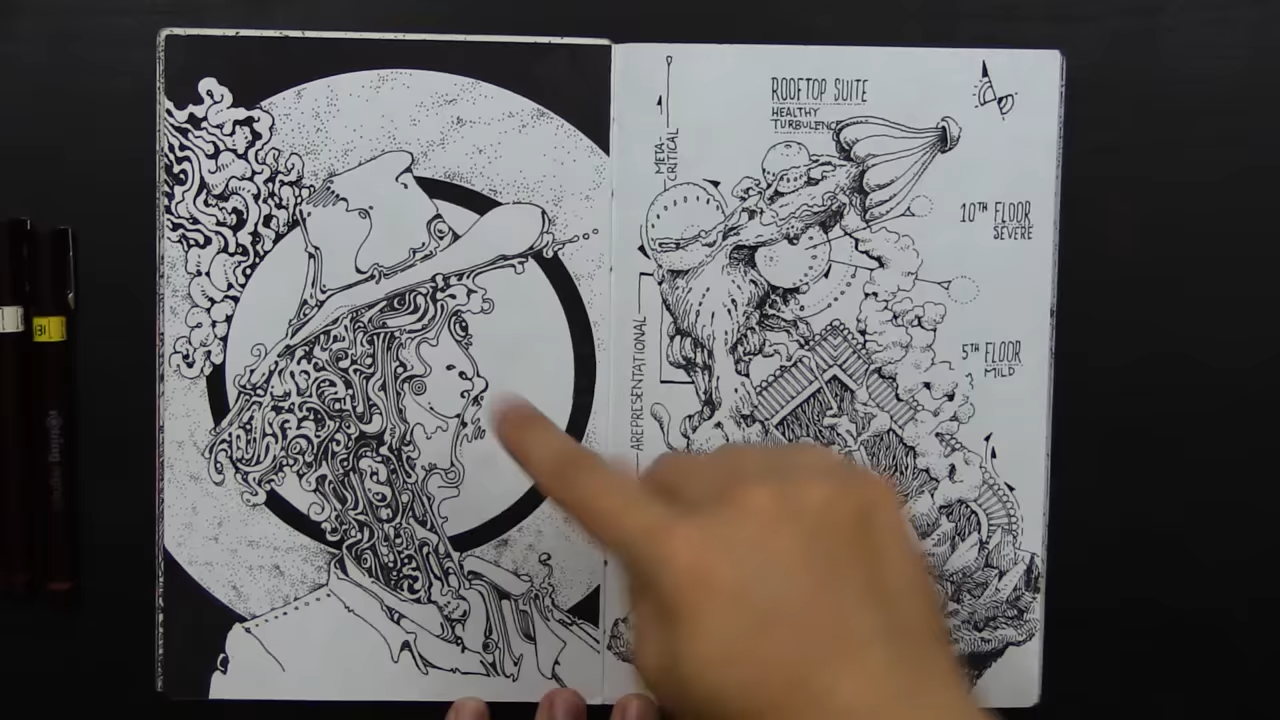 ROOFTOP SUITE
HEALTHY
TURBULENCE
META-
CRITICAL
10TH FLOOR
SEVERE
5TH FLOOR
MILD
AREPRESENTATIONAL